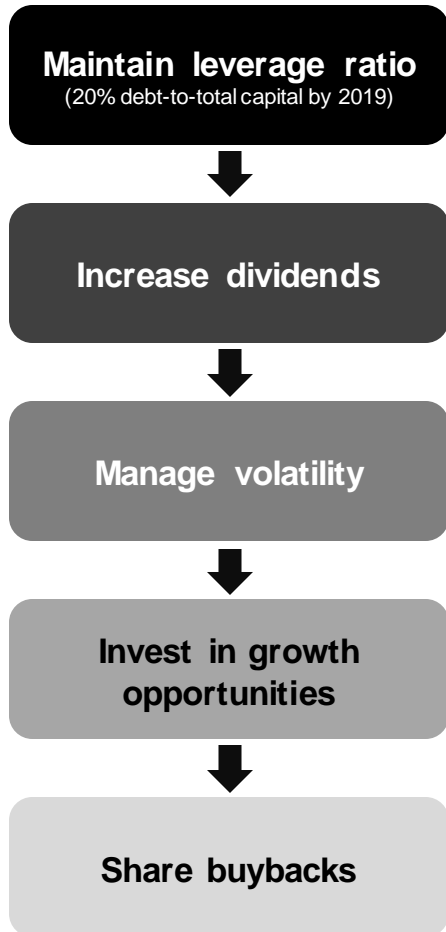 Maintain leverage ratio
(20% debt-to-total capital by 2019)
Increase dividends
Manage volatility
Invest in growth
opportunities
Share buybacks